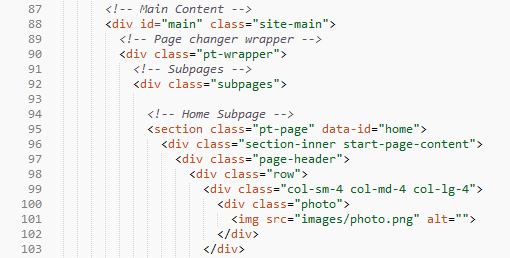 87 <!-- Main Content -->
88 <div id="main" class="site-main">
89 <!-- Page changer wrapper -->
90 <div class="pt-wrapper">
91 <!-- Subpages -->
92 <div class="subpages">
93
94 <!-- Home Subpage -->
95 <section class="pt-page" data-id="home">
96 <div class="section-inner start-page-content">
97 <div class="page-header">
98 <div class="row">
99 <div class="col-sm-4 col-md-4 col-lg-4">
100 <div class="photo">
101 <img src="images/photo.png" alt="">
102 </div>
103 </div>